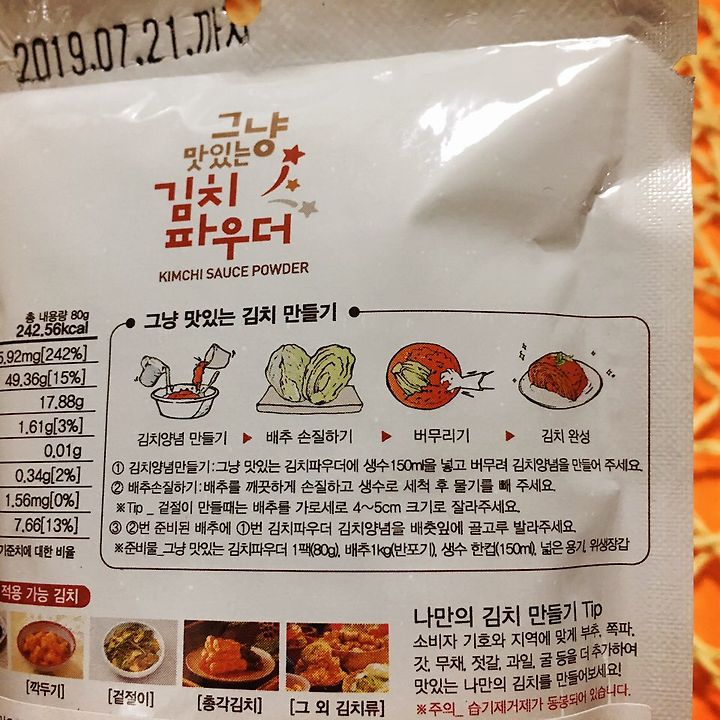 2019.07.21.까지
그냥
맛있는
김치
파우더
KIMCHI SAUCE POWDER
총 내용량 80g
242.56kcal
5.92mg[242%]
49.36g[15%]
17.88g
1.61g[3%]
0.01g
0.34g[2%]
1.56mg[0%]
7.66[13%]
기준치에 대한 비율
그냥 맛있는 김치 만들기
김치양념 만들기 ▶ 배추 손질하기 ▶ 버무리기 ▶ 김치 완성
① 김치양념만들기:그냥 맛있는 김치파우더에 생수150ml을 넣고 버무려 김치양념을 만들어 주세요.
② 배추손질하기:배추를 깨끗하게 손질하고 생수로 세척 후 물기를 빼 주세요.
※Tip _ 겉절이 만들때는 배추를 가로세로 4~5cm 크기로 잘라주세요.
③ ②번 준비된 배추에 ①번 김치파우더 김치양념을 배춧잎에 골고루 발라주세요.
※준비물_그냥 맛있는 김치파우더 1팩(80g), 배추1kg(반포기), 생수 한컵(150ml), 넓은 용기, 위생장갑
적용 가능 김치
[깍두기]
[겉절이]
[총각김치]
[그 외 김치류]
나만의 김치 만들기 Tip
소비자 기호와 지역에 맞게 부추, 쪽파,
갓, 무채, 젓갈, 과일, 굴 등을 더 추가하여
맛있는 나만의 김치를 만들어보세요!
※주의_ 습기제거제가 동봉되어 있습니다.